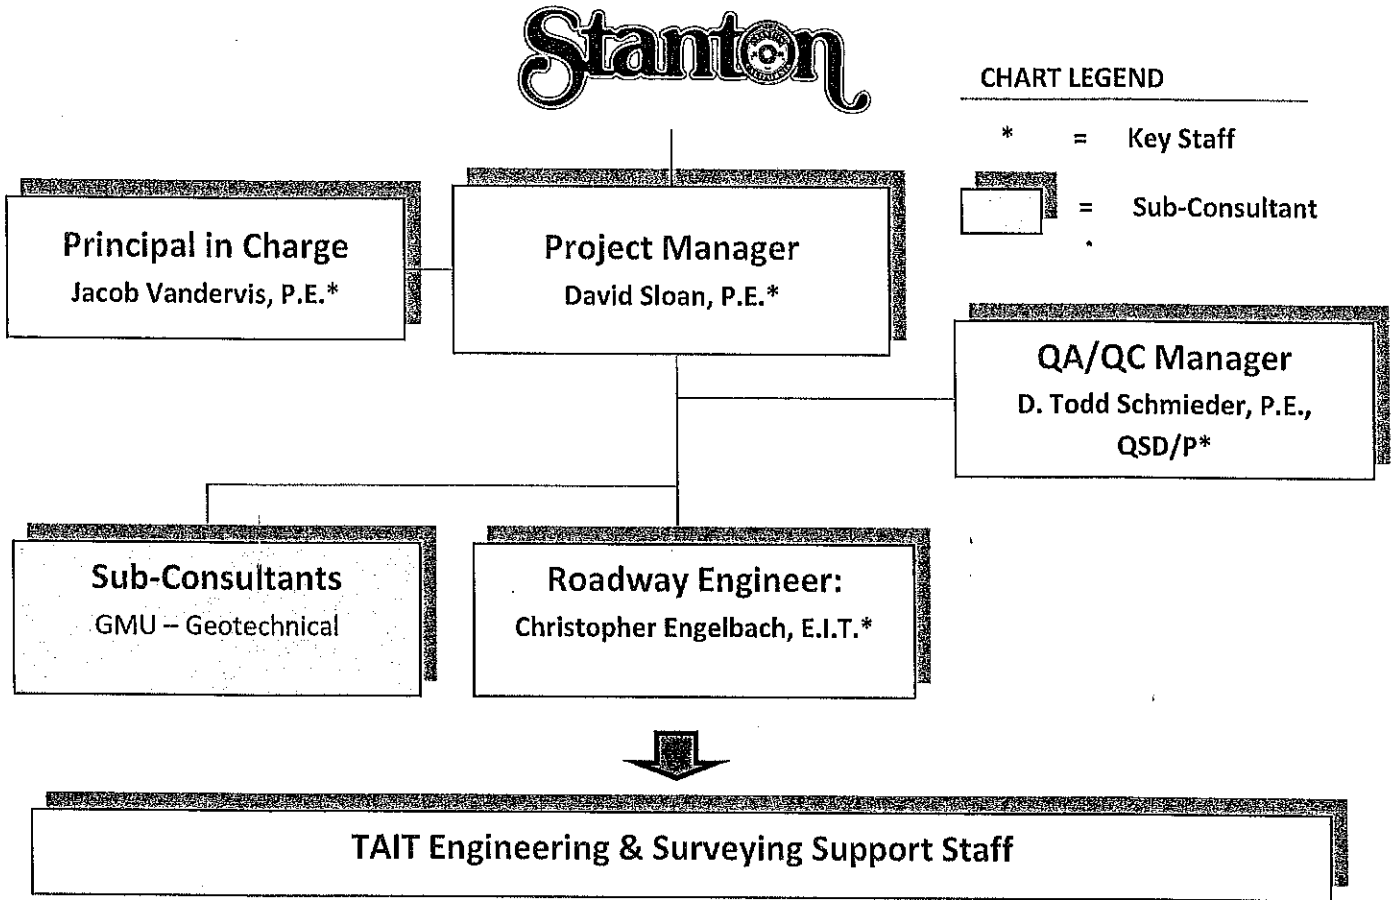 Stanton
CHART LEGEND
* = Key Staff
= Sub-Consultant
Principal in Charge
Jacob Vandervis, P.E.*
Project Manager
David Sloan, P.E.*
QA/QC Manager
D. Todd Schmieder, P.E.,
QSD/P*
Sub-Consultants
GMU – Geotechnical
Roadway Engineer:
Christopher Engelbach, E.I.T.*
TAIT Engineering & Surveying Support Staff